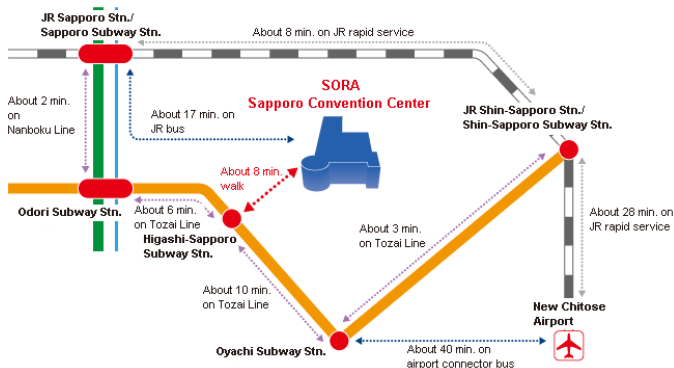 JR Sapporo Stn./
Sapporo Subway Stn.
About 8 min. on JR rapid service
SORA
Sapporo Convention Center
JR Shin-Sapporo Stn./
Shin-Sapporo Subway Stn.
About 2 min.
on
Nanboku Line
About 17 min. on
JR bus
About 8 min.
walk
Odori Subway Stn.
About 6 min.
on Tozai Line
Higashi-Sapporo
Subway Stn.
About 3 min.
on Tozai Line
About 28 min. on
JR rapid service
About 10 min.
on Tozai Line
New Chitose
Airport
Oyachi Subway Stn.
About 40 min. on
airport connector bus